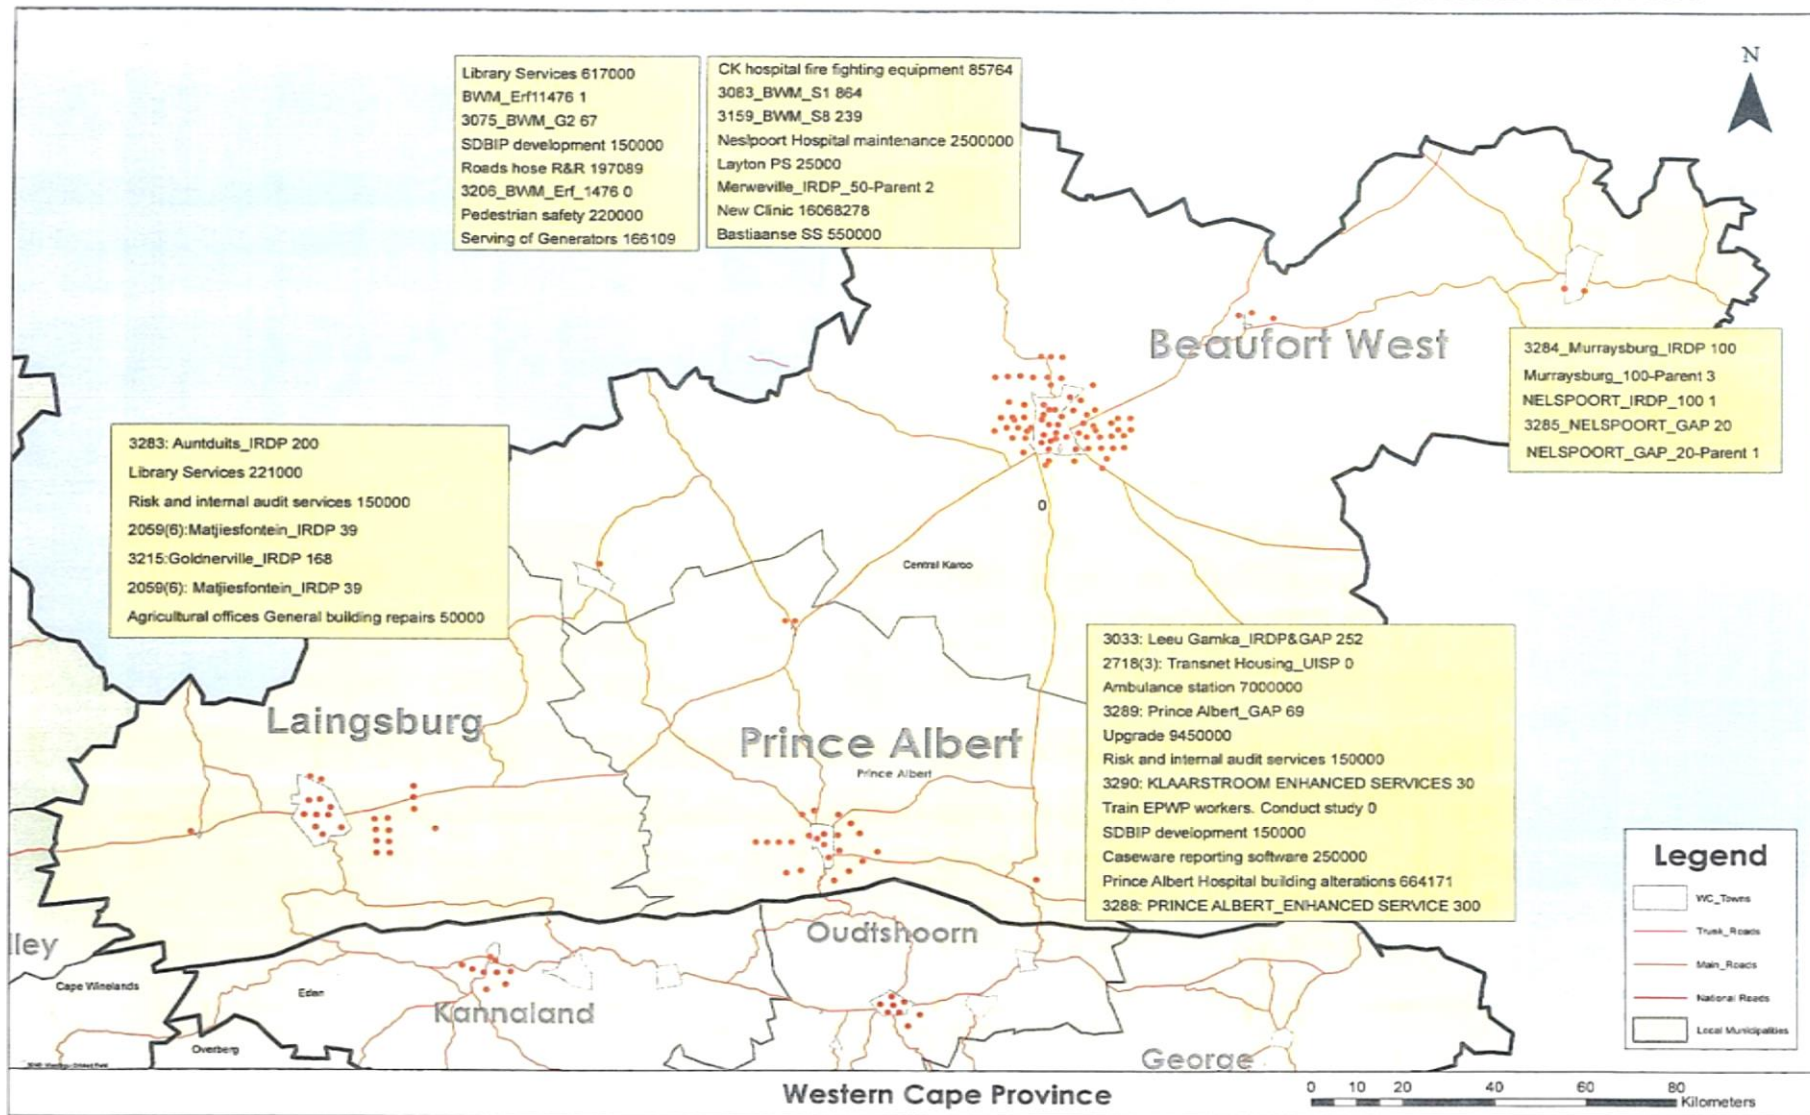 N
Library Services 617000
BWM_Erf11476 1
3075_BWM_G2 67
SDBIP development 150000
Roads hose R&R 197089
3206_BWM_Erf_1476 0
Pedestrian safety 220000
Serving of Generators 166109
CK hospital fire fighting equipment 85764
3083_BWM_S1 864
3159_BWM_S8 239
Neslpoort Hospital maintenance 2500000
Layton PS 25000
Merweville_IRDP_50-Parent 2
New Clinic 16068278
Bastiaanse SS 550000
Beaufort West
3284_Murraysburg_IRDP 100
Murraysburg_100-Parent 3
NELSPOORT_IRDP_100 1
3285_NELSPOORT_GAP 20
NELSPOORT_GAP_20-Parent 1
3283: Auntduits_IRDP 200
Library Services 221000
Risk and internal audit services 150000
2059(6):Matjiesfontein_IRDP 39
3215:Goldnerville_IRDP 168
2059(6): Matjiesfontein_IRDP 39
Agricultural offices General building repairs 50000
0
Central Karoo
3033: Leeu Gamka_IRDP&GAP 252
2718(3): Transnet Housing_UISP 0
Ambulance station 7000000
3289: Prince Albert_GAP 69
Upgrade 9450000
Risk and internal audit services 150000
3290: KLAARSTROOM ENHANCED SERVICES 30
Train EPWP workers. Conduct study 0
SDBIP development 150000
Caseware reporting software 250000
Prince Albert Hospital building alterations 664171
3288: PRINCE ALBERT_ENHANCED SERVICE 300
Laingsburg
Prince Albert
Prince Albert
Oudtshoorn
lley
Cape Winelands
Eden
Kannaland
Overberg
George
Legend
WC_Towns
Trunk_Roads
Main_Roads
National Roads
Local Municipalities
Western Cape Province
0 10 20 40 60 80
Kilometers